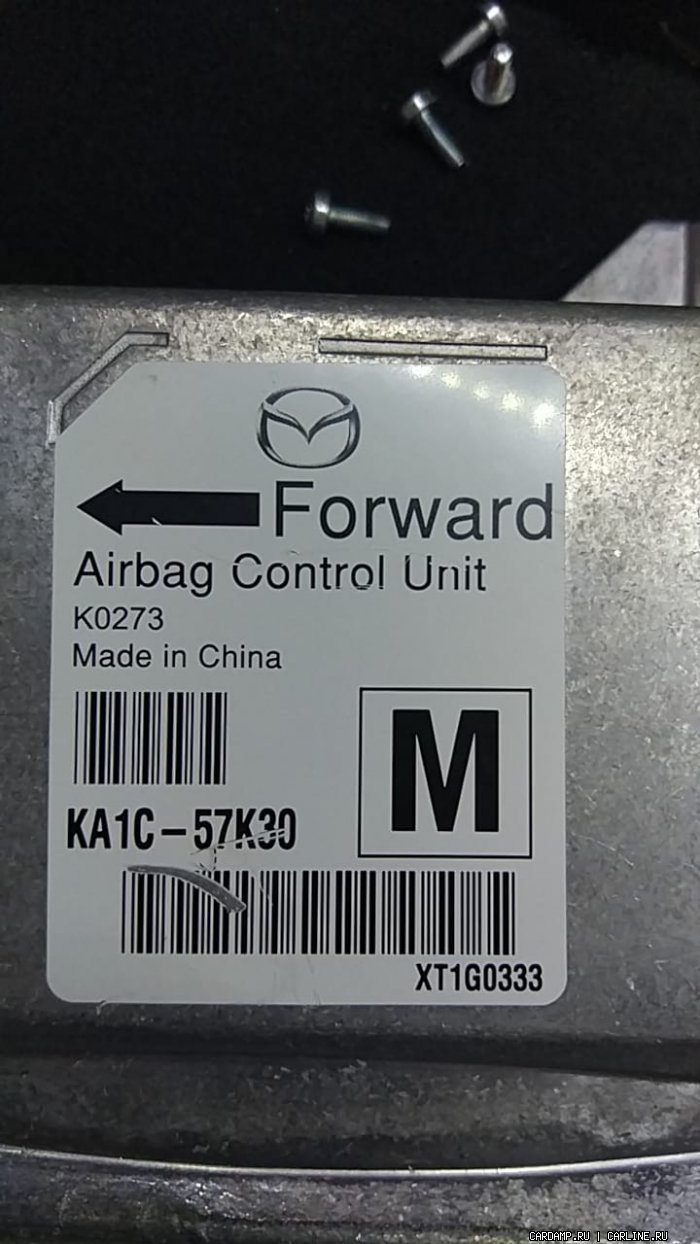 Forward
Airbag Control Unit
K0273
Made in China
M
KA1C-57K30
XT1G0333
CARDAMP.RU | CARLINE.RU